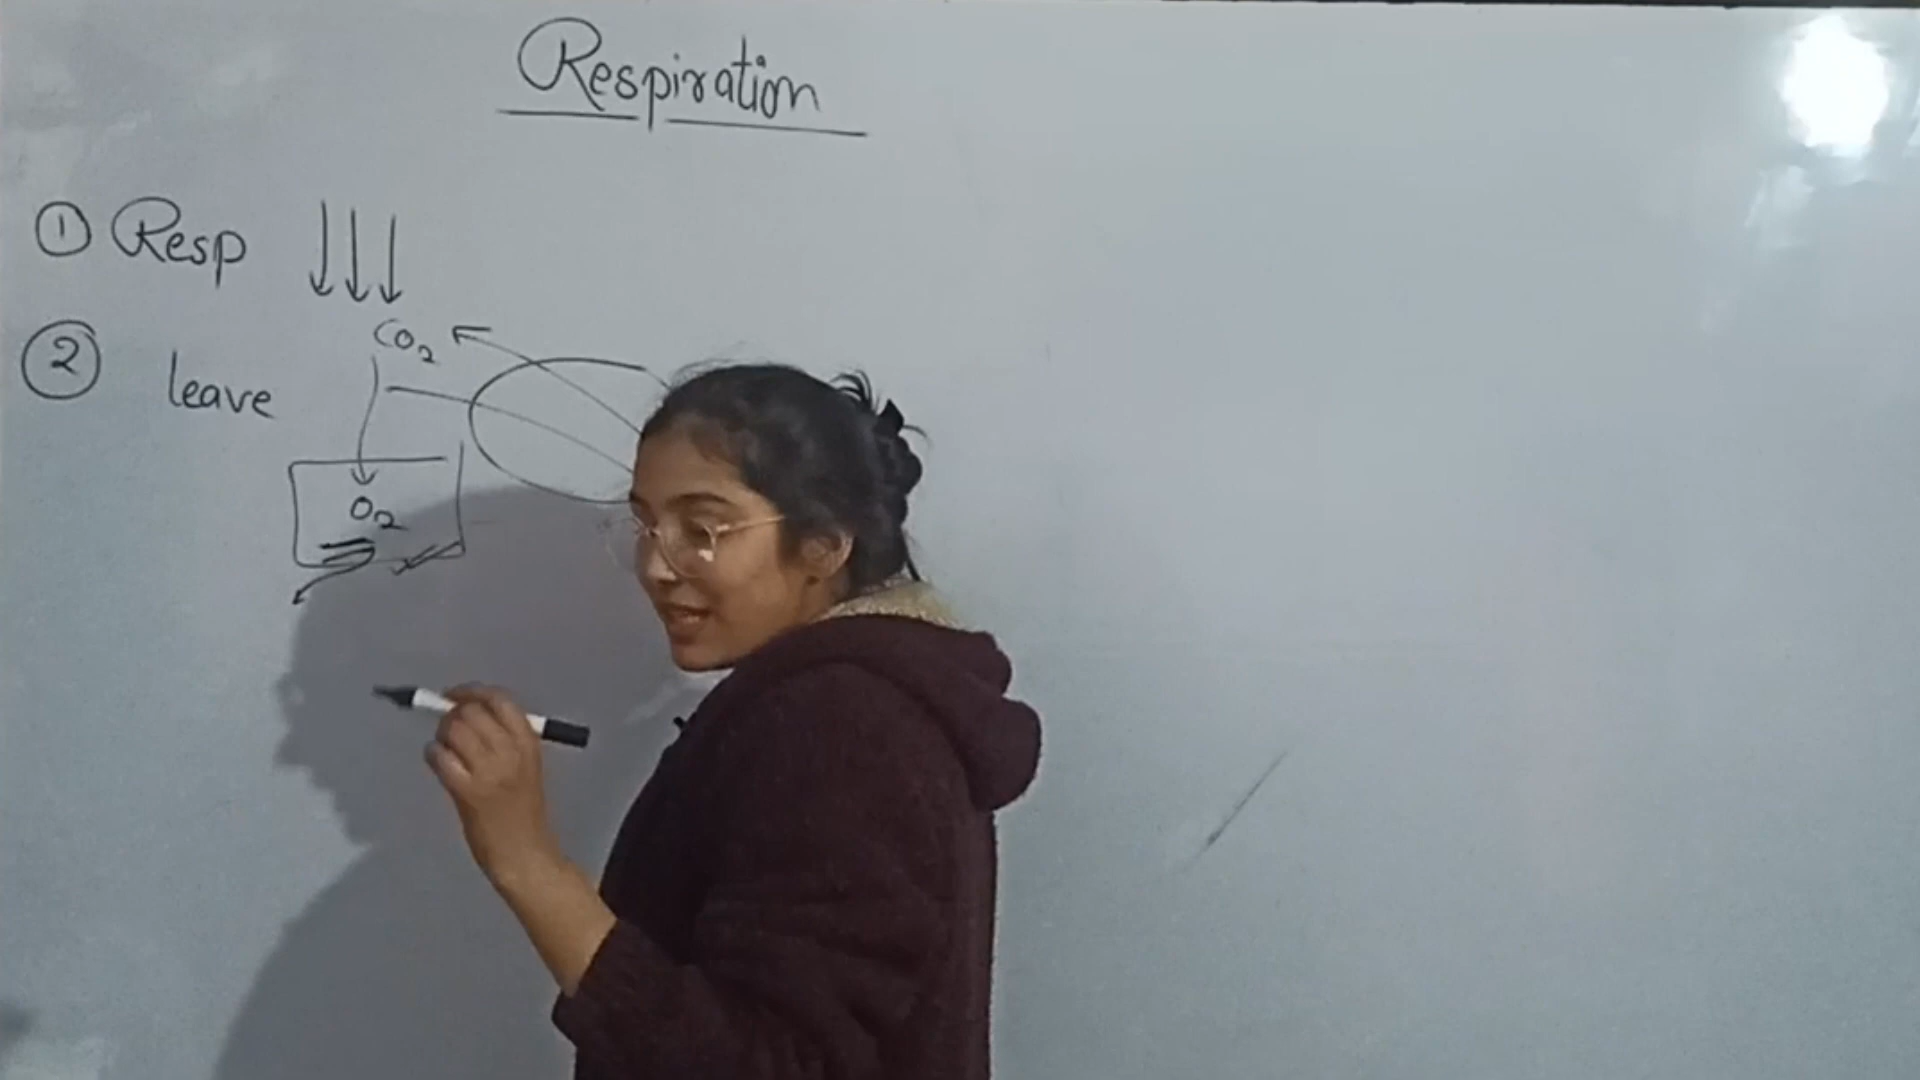 Respiration
① Resp
CO₂
② leave
O₂